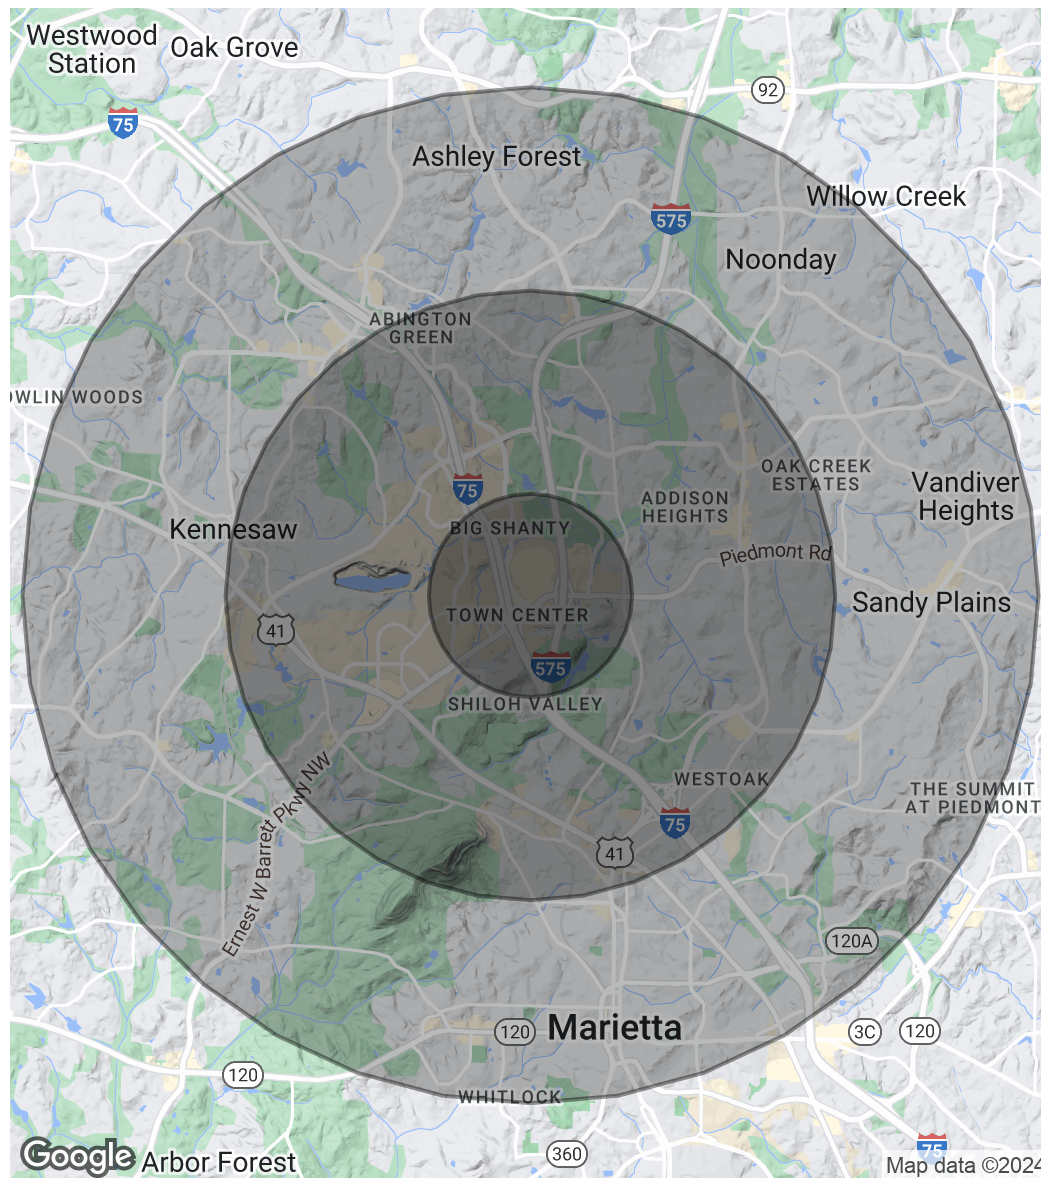 Westwood
Station
Oak Grove
92
75
Ashley Forest
Willow Creek
575
Noonday
ABINGTON
GREEN
OWLIN WOODS
OAK CREEK
ESTATES
Vandiver
Heights
75
ADDISON
HEIGHTS
BIG SHANTY
Kennesaw
Piedmont Rd
Sandy Plains
TOWN CENTER
41
575
SHILOH VALLEY
WESTOAK
THE SUMMIT
AT PIEDMONT
Ernest W Barrett Pkwy NW
75
41
120A
120
Marietta
3C
120
120
WHITLOCK
360
75
Google
Arbor Forest
Map data ©2024